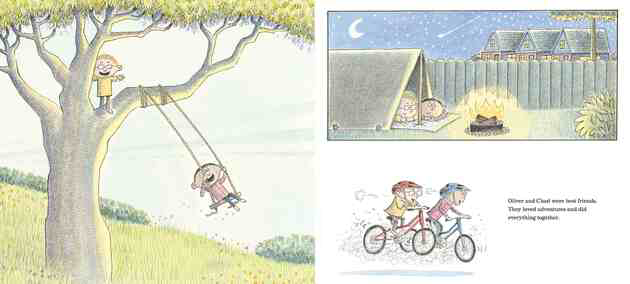 Oliver and Chad were best friends.
They loved adventures and did
everything together.